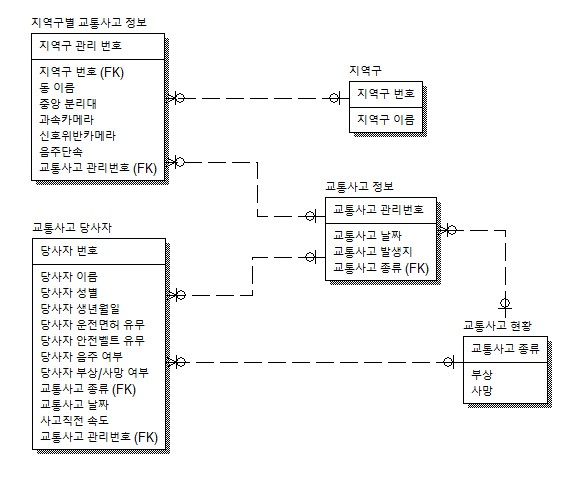 지역구별 교통사고 정보
지역구 관리 번호
지역구 번호 (FK)
동 이름
중앙 분리대
과속카메라
신호위반카메라
음주단속
교통사고 관리번호 (FK)
지역구
지역구 번호
지역구 이름
교통사고 정보
교통사고 관리번호
교통사고 날짜
교통사고 발생지
교통사고 종류 (FK)
교통사고 당사자
당사자 번호
당사자 이름
당사자 성별
당사자 생년월일
당사자 운전면허 유무
당사자 안전벨트 유무
당사자 음주 여부
당사자 부상/사망 여부
교통사고 종류 (FK)
교통사고 날짜
사고직전 속도
교통사고 관리번호 (FK)
교통사고 현황
교통사고 종류
부상
사망